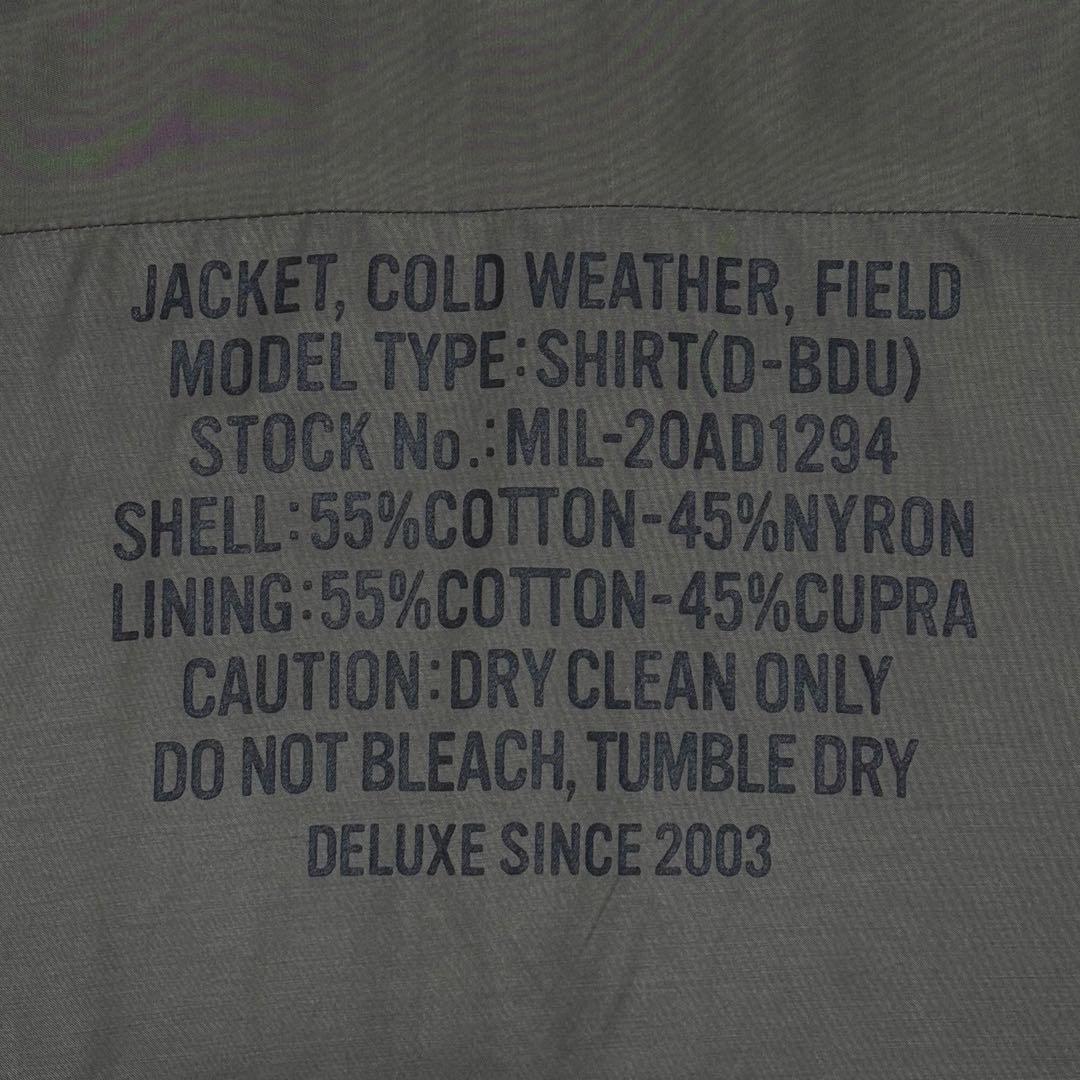 JACKET, COLD WEATHER, FIELD
MODEL TYPE:SHIRT(D-BDU)
STOCK No.:MIL-20AD1294
SHELL:55%COTTON-45%NYRON
LINING:55%COTTON-45%CUPRA
CAUTION:DRY CLEAN ONLY
DO NOT BLEACH, TUMBLE DRY
DELUXE SINCE 2003